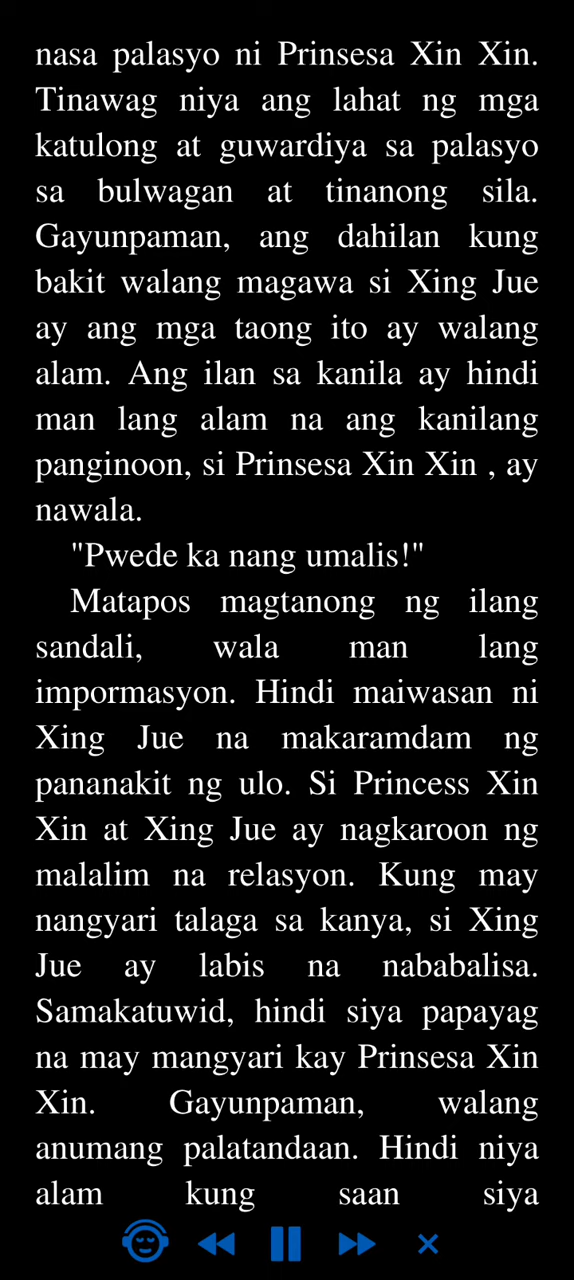 nasa palasyo ni Prinsesa Xin Xin.
Tinawag niya ang lahat ng mga
katulong at guwardiya sa palasyo
sa bulwagan at tinanong sila.
Gayunpaman, ang dahilan kung
bakit walang magawa si Xing Jue
ay ang mga taong ito ay walang
alam. Ang ilan sa kanila ay hindi
man lang alam na ang kanilang
panginoon, si Prinsesa Xin Xin , ay
nawala.
"Pwede ka nang umalis!"
Matapos magtanong ng ilang
sandali, wala man lang
impormasyon. Hindi maiwasan ni
Xing Jue na makaramdam ng
pananakit ng ulo. Si Princess Xin
Xin at Xing Jue ay nagkaroon ng
malalim na relasyon. Kung may
nangyari talaga sa kanya, si Xing
Jue ay labis na nababalisa.
Samakatuwid, hindi siya papayag
na may mangyari kay Prinsesa Xin
Xin. Gayunpaman, walang
anumang palatandaan. Hindi niya
alam kung saan siya